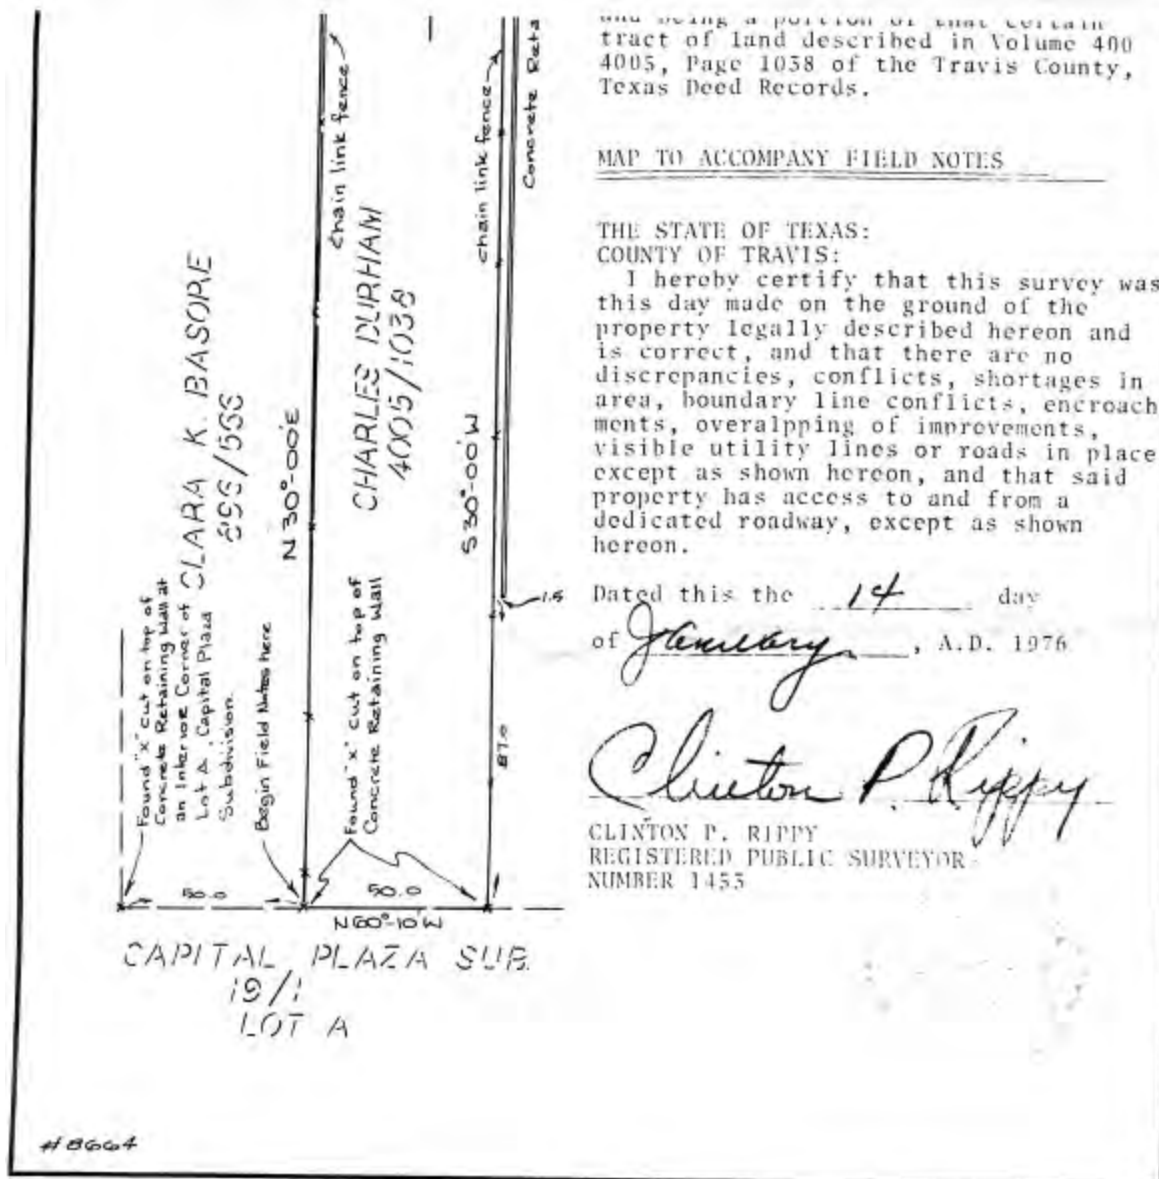 and being a portion of that certain
tract of land described in Volume 400
4005, Page 1038 of the Travis County,
Texas Deed Records.
MAP TO ACCOMPANY FIELD NOTES
THE STATE OF TEXAS:
COUNTY OF TRAVIS:
I hereby certify that this survey was
this day made on the ground of the
property legally described hereon and
is correct, and that there are no
discrepancies, conflicts, shortages in
area, boundary line conflicts, encroach
ments, overalpping of improvements,
visible utility lines or roads in place
except as shown hereon, and that said
property has access to and from a
dedicated roadway, except as shown
hereon.
Dated this the 14 day
of January, A.D. 1976
Clinton P. Rippy
CLINTON P. RIPPY
REGISTERED PUBLIC SURVEYOR
NUMBER 1453
chain link fence
chain link fence
Concrete Reta
CLARA K. BASORE
CHARLES DURHAM
4005/1038
N 30°-00'E
S 30°-00'W
Found "x" cut on top of
Concrete Retaining Wall at
an Interior Corner of
Lot A, Capital Plaza
Subdivision.
Begin Field Notes here
Found "x" cut on top of
Concrete Retaining Wall
1.5
87.0
50.0
50.0
N60°-10'W
CAPITAL PLAZA SUB.
19/1
LOT A
#8664